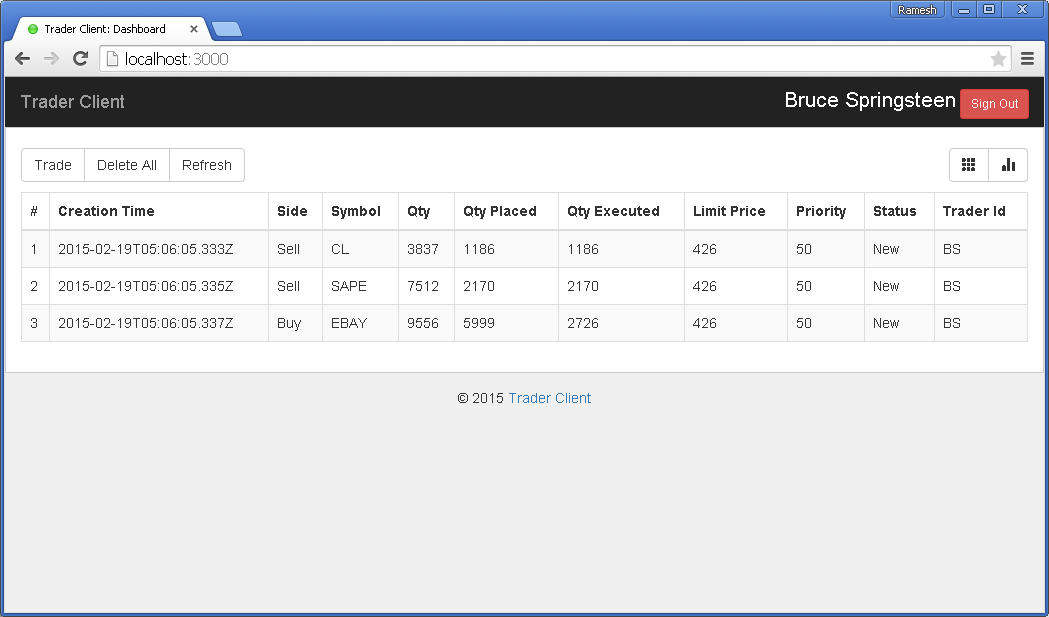 Ramesh
Trader Client: Dashboard
localhost:3000
Trader Client Bruce Springsteen Sign Out
Trade Delete All Refresh
# Creation Time Side Symbol Qty Qty Placed Qty Executed Limit Price Priority Status Trader Id
1 2015-02-19T05:06:05.333Z Sell CL 3837 1186 1186 426 50 New BS
2 2015-02-19T05:06:05.335Z Sell SAPE 7512 2170 2170 426 50 New BS
3 2015-02-19T05:06:05.337Z Buy EBAY 9556 5999 2726 426 50 New BS
© 2015 Trader Client